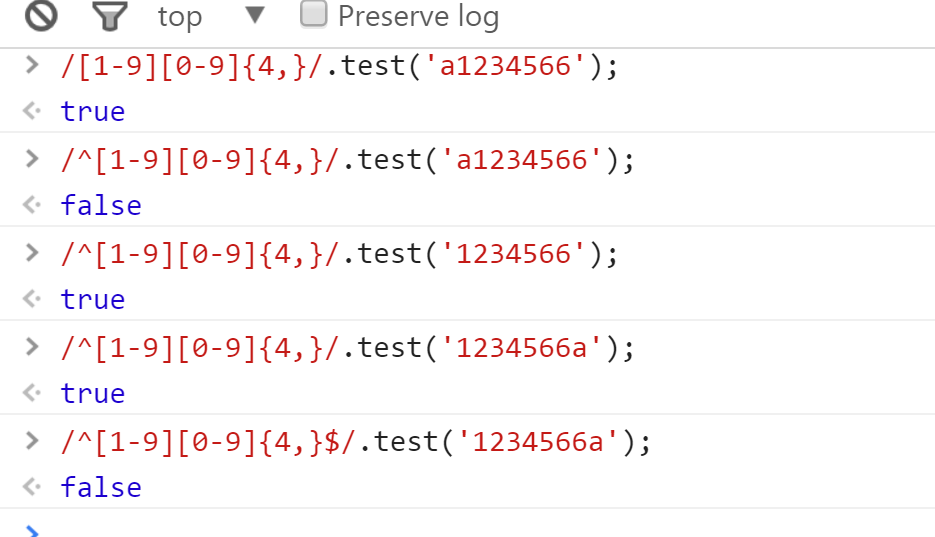 top ▼ Preserve log
> /[1-9][0-9]{4,}/.test('a1234566');
true
> /^[1-9][0-9]{4,}/.test('a1234566');
false
> /^[1-9][0-9]{4,}/.test('1234566');
true
> /^[1-9][0-9]{4,}/.test('1234566a');
true
> /^[1-9][0-9]{4,}$/.test('1234566a');
false
>